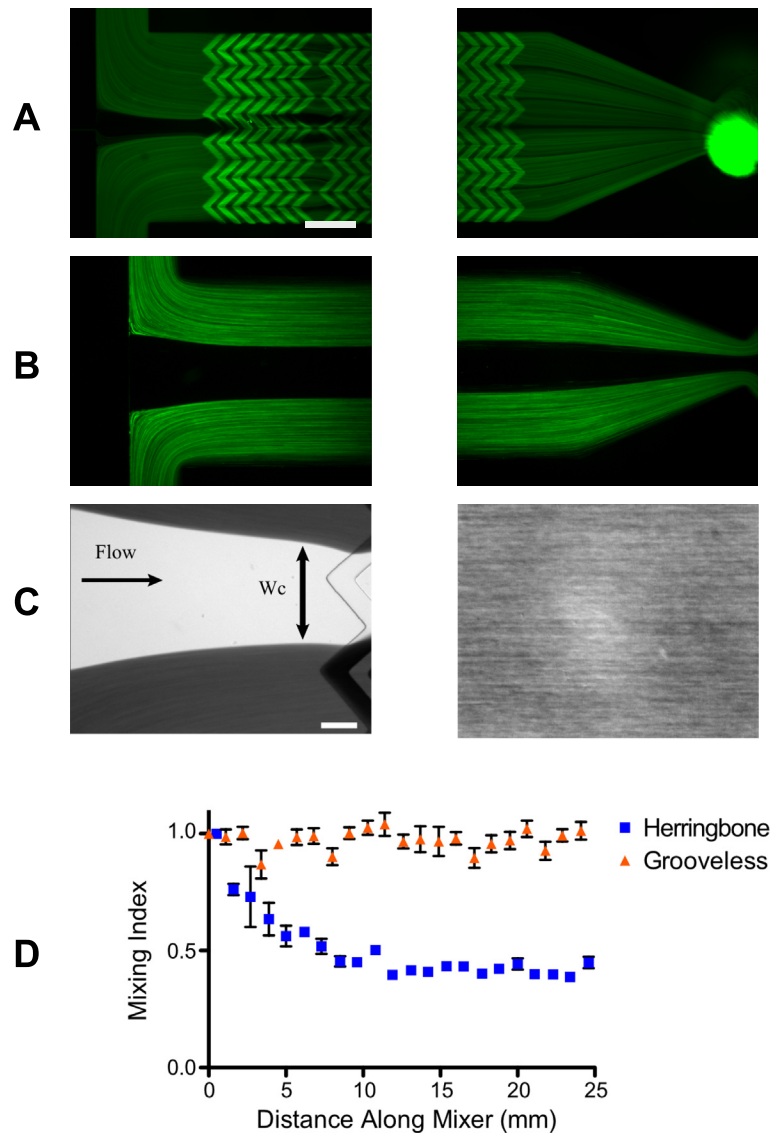 A
B
C
Flow
Wc
D
Mixing Index
1.0
0.5
0.0
0 5 10 15 20 25
Distance Along Mixer (mm)
Herringbone
Grooveless